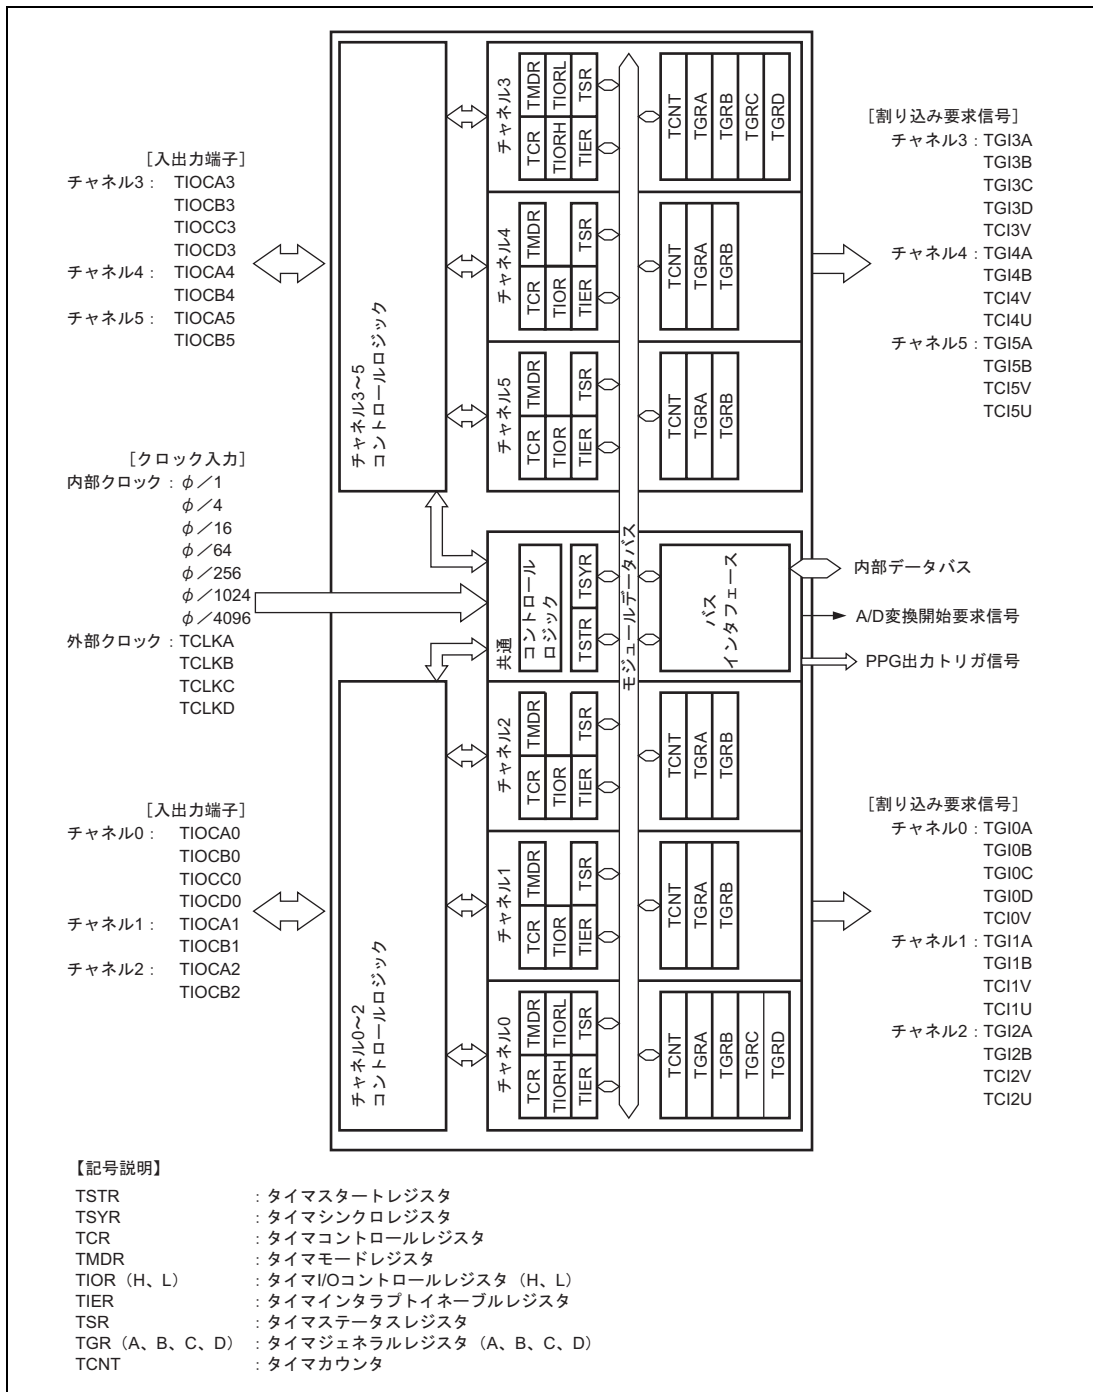 [入出力端子]
チャネル3： TIOCA3
TIOCB3
TIOCC3
TIOCD3
チャネル4： TIOCA4
TIOCB4
チャネル5： TIOCA5
TIOCB5
[クロック入力]
内部クロック：φ／1
φ／4
φ／16
φ／64
φ／256
φ／1024
φ／4096
外部クロック：TCLKA
TCLKB
TCLKC
TCLKD
[入出力端子]
チャネル0： TIOCA0
TIOCB0
TIOCC0
TIOCD0
チャネル1： TIOCA1
TIOCB1
チャネル2： TIOCA2
TIOCB2
チャネル3～5
コントロールロジック
チャネル0～2
コントロールロジック
チャネル3
TCR
TMDR
TIORH
TIORL
TIER
TSR
TCNT
TGRA
TGRB
TGRC
TGRD
チャネル4
TCR
TMDR
TIOR
TIER
TSR
TCNT
TGRA
TGRB
チャネル5
TCR
TMDR
TIOR
TIER
TSR
TCNT
TGRA
TGRB
共通
コントロール
ロジック
TSTR
TSYR
モジュールデータバス
バス
インタフェース
チャネル2
TCR
TMDR
TIOR
TIER
TSR
TCNT
TGRA
TGRB
チャネル1
TCR
TMDR
TIOR
TIER
TSR
TCNT
TGRA
TGRB
チャネル0
TCR
TMDR
TIORH
TIORL
TIER
TSR
TCNT
TGRA
TGRB
TGRC
TGRD
[割り込み要求信号]
チャネル3：TGI3A
TGI3B
TGI3C
TGI3D
TCI3V
チャネル4：TGI4A
TGI4B
TCI4V
TCI4U
チャネル5：TGI5A
TGI5B
TCI5V
TCI5U
内部データバス
A/D変換開始要求信号
PPG出力トリガ信号
[割り込み要求信号]
チャネル0：TGI0A
TGI0B
TGI0C
TGI0D
TCI0V
チャネル1：TGI1A
TGI1B
TCI1V
TCI1U
チャネル2：TGI2A
TGI2B
TCI2V
TCI2U
【記号説明】
TSTR ：タイマスタートレジスタ
TSYR ：タイマシンクロレジスタ
TCR ：タイマコントロールレジスタ
TMDR ：タイマモードレジスタ
TIOR（H、L） ：タイマI/Oコントロールレジスタ（H、L）
TIER ：タイマインタラプトイネーブルレジスタ
TSR ：タイマステータスレジスタ
TGR（A、B、C、D） ：タイマジェネラルレジスタ（A、B、C、D）
TCNT ：タイマカウンタ